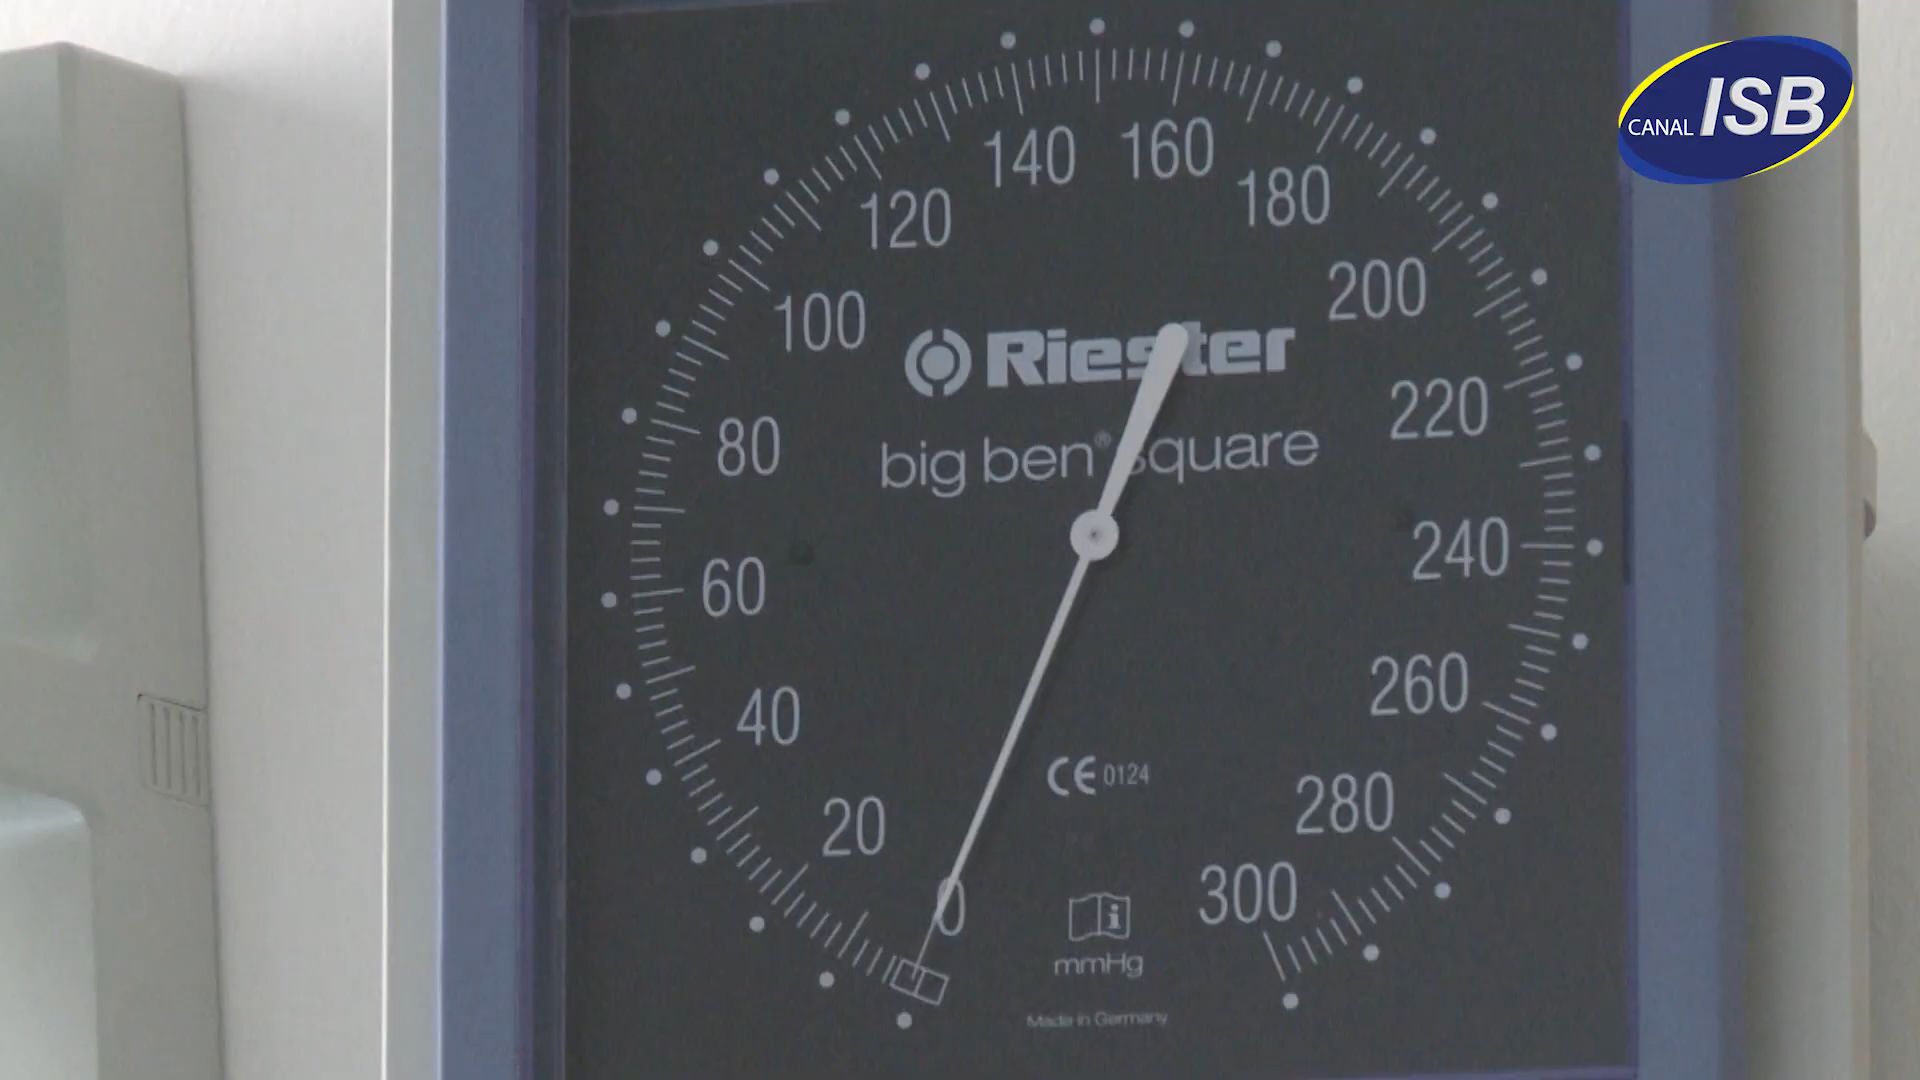 CANAL ISB
140 160
120 180
100 200
Riester
80 220
big ben® square
60 240
40 260
20 280
CE 0124
0 300
i
mmHg
Made in Germany